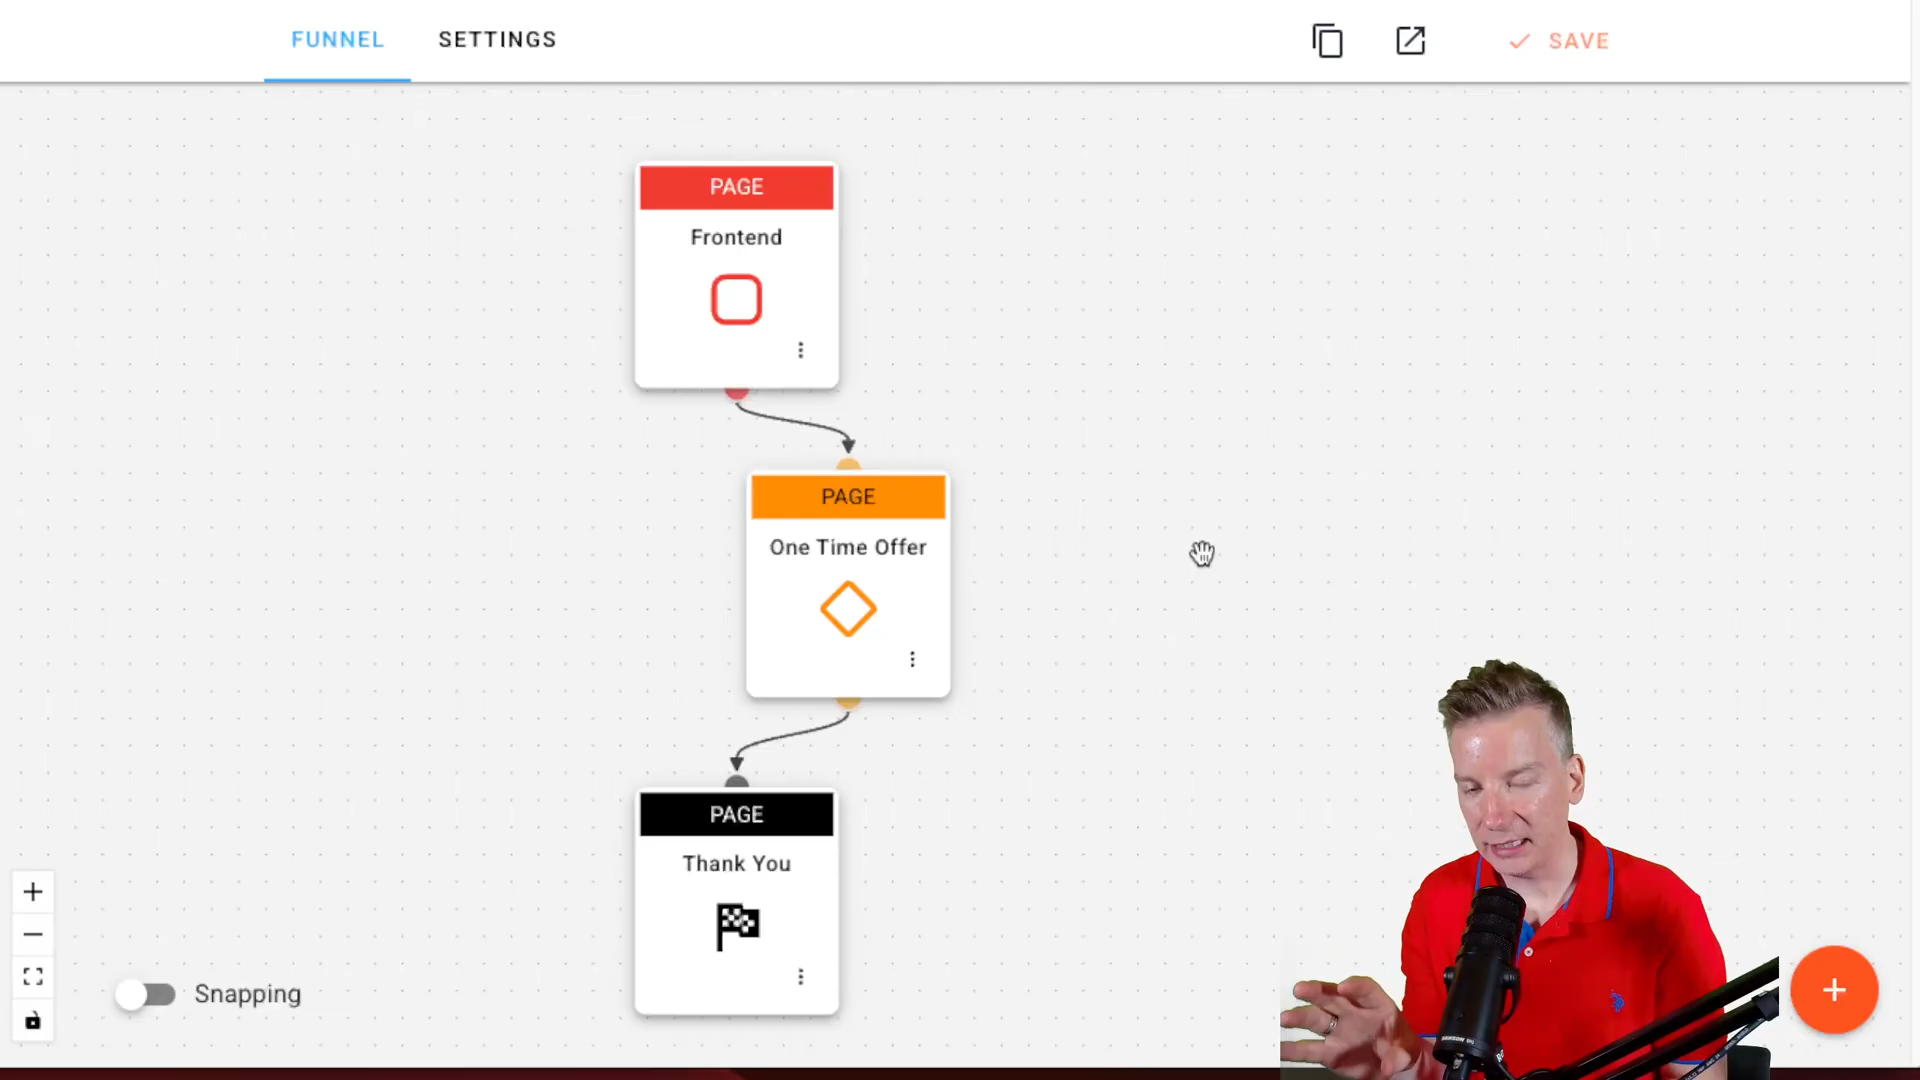 FUNNEL
SETTINGS
SAVE
PAGE
Frontend
PAGE
One Time Offer
PAGE
Thank You
Snapping